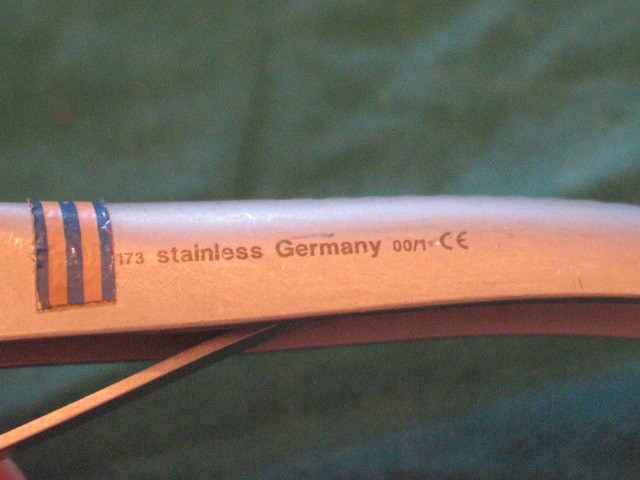 173 stainless Germany 00/1 CE